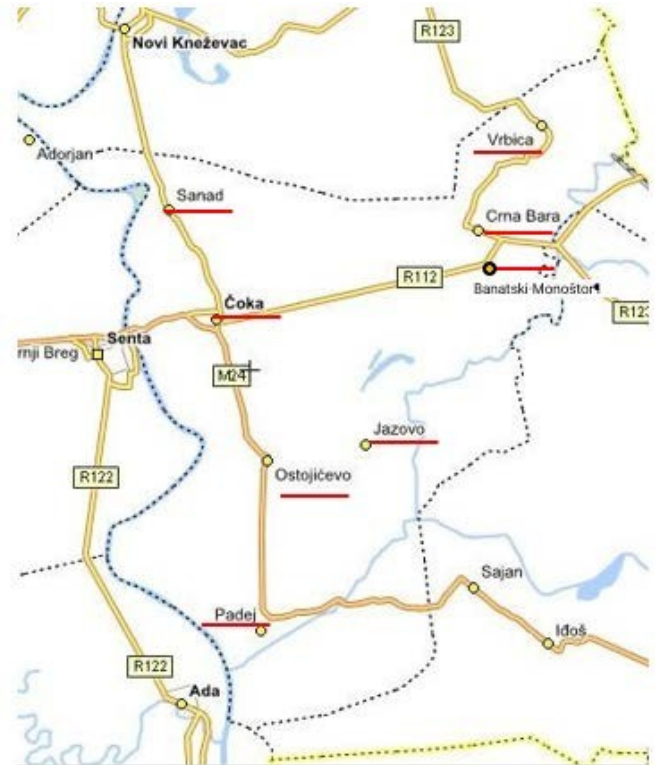 Novi Kneževac
R123
Vrbica
Adorjan
Sanad
Crna Bara
R112
Banatski Monoštor
Čoka
R123
Senta
rnji Breg
M24
Jazovo
Ostojićevo
R122
Sajan
Padej
Iđoš
R122
Ada